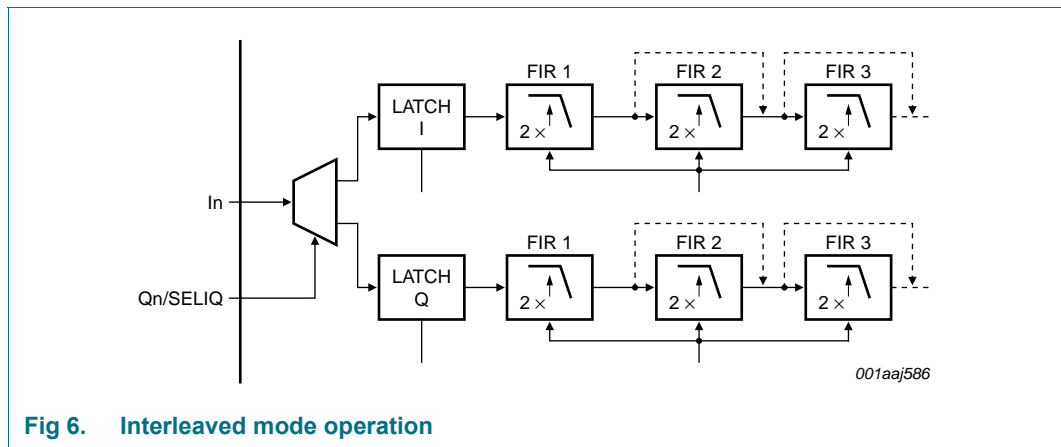 FIR 1 FIR 2 FIR 3
LATCH
I
2 × 2 × 2 ×
In
FIR 1 FIR 2 FIR 3
LATCH
Q
Qn/SELIQ
2 × 2 × 2 ×
001aaj586
Fig 6. Interleaved mode operation